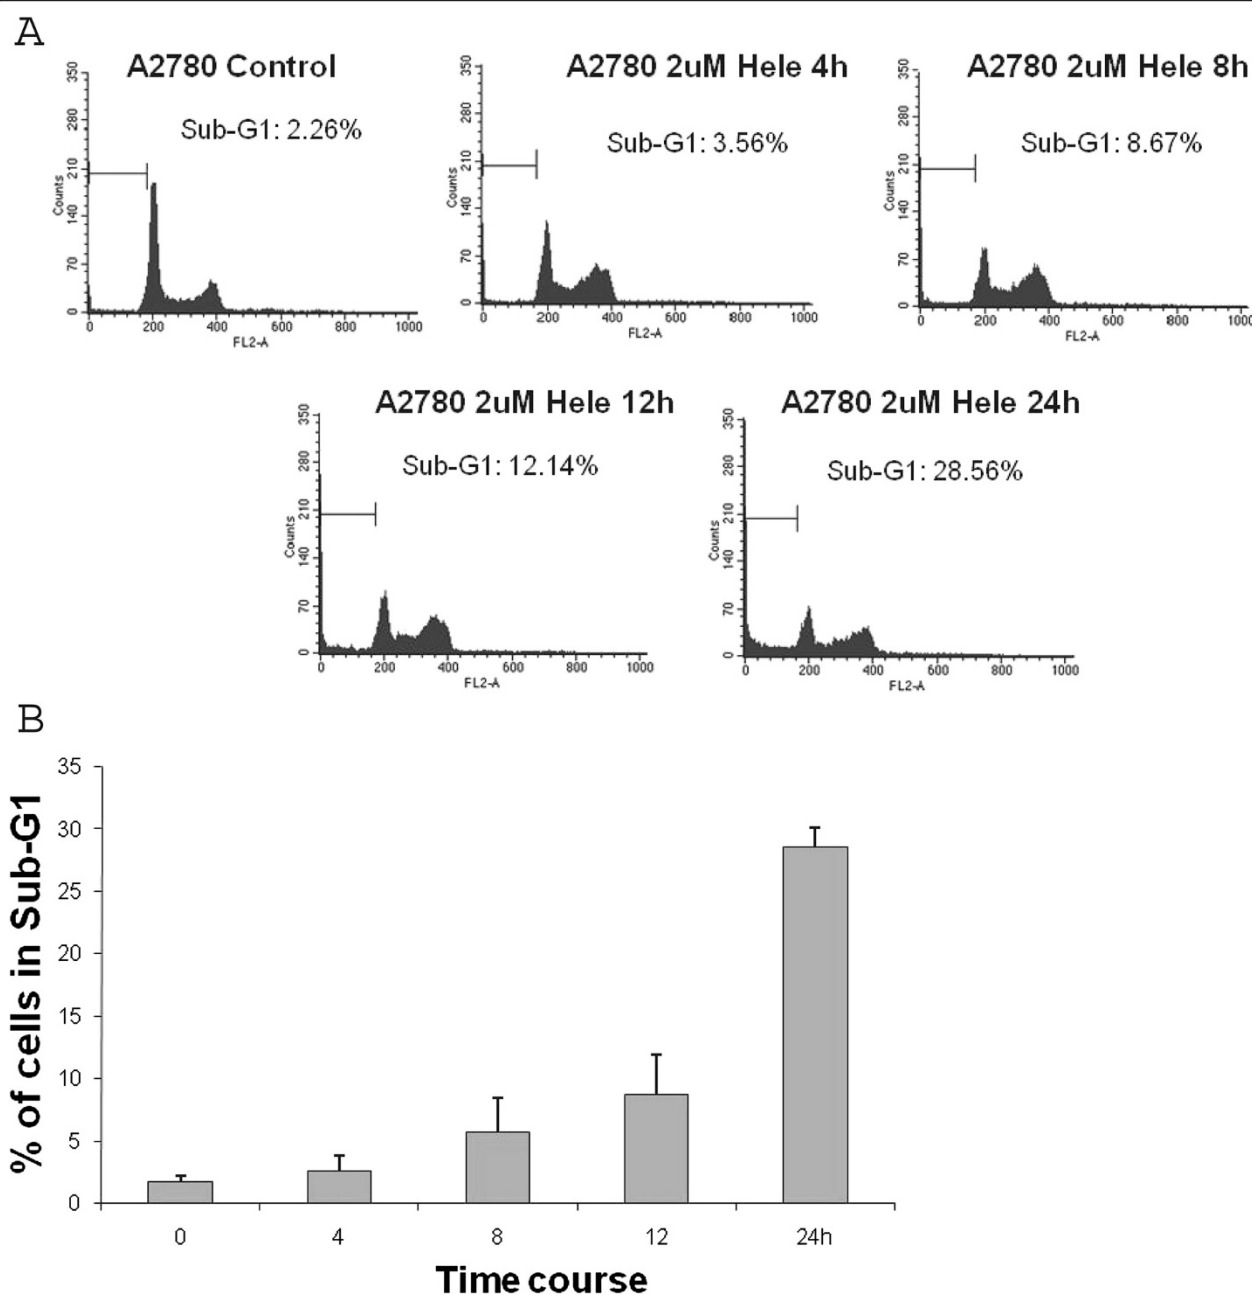 A
A2780 Control
Sub-G1: 2.26%
350
280
210
140
70
0
Counts
0 200 400 600 800 1000
FL2-A
A2780 2uM Hele 4h
Sub-G1: 3.56%
350
280
210
140
70
0
Counts
0 200 400 600 800 1000
FL2-A
A2780 2uM Hele 8h
Sub-G1: 8.67%
350
280
210
140
70
0
Counts
0 200 400 600 800 1000
FL2-A
A2780 2uM Hele 12h
Sub-G1: 12.14%
350
280
210
140
70
0
Counts
0 200 400 600 800 1000
FL2-A
A2780 2uM Hele 24h
Sub-G1: 28.56%
350
280
210
140
70
0
Counts
0 200 400 600 800 1000
FL2-A
B
% of cells in Sub-G1
35
30
25
20
15
10
5
0
0 4 8 12 24h
Time course